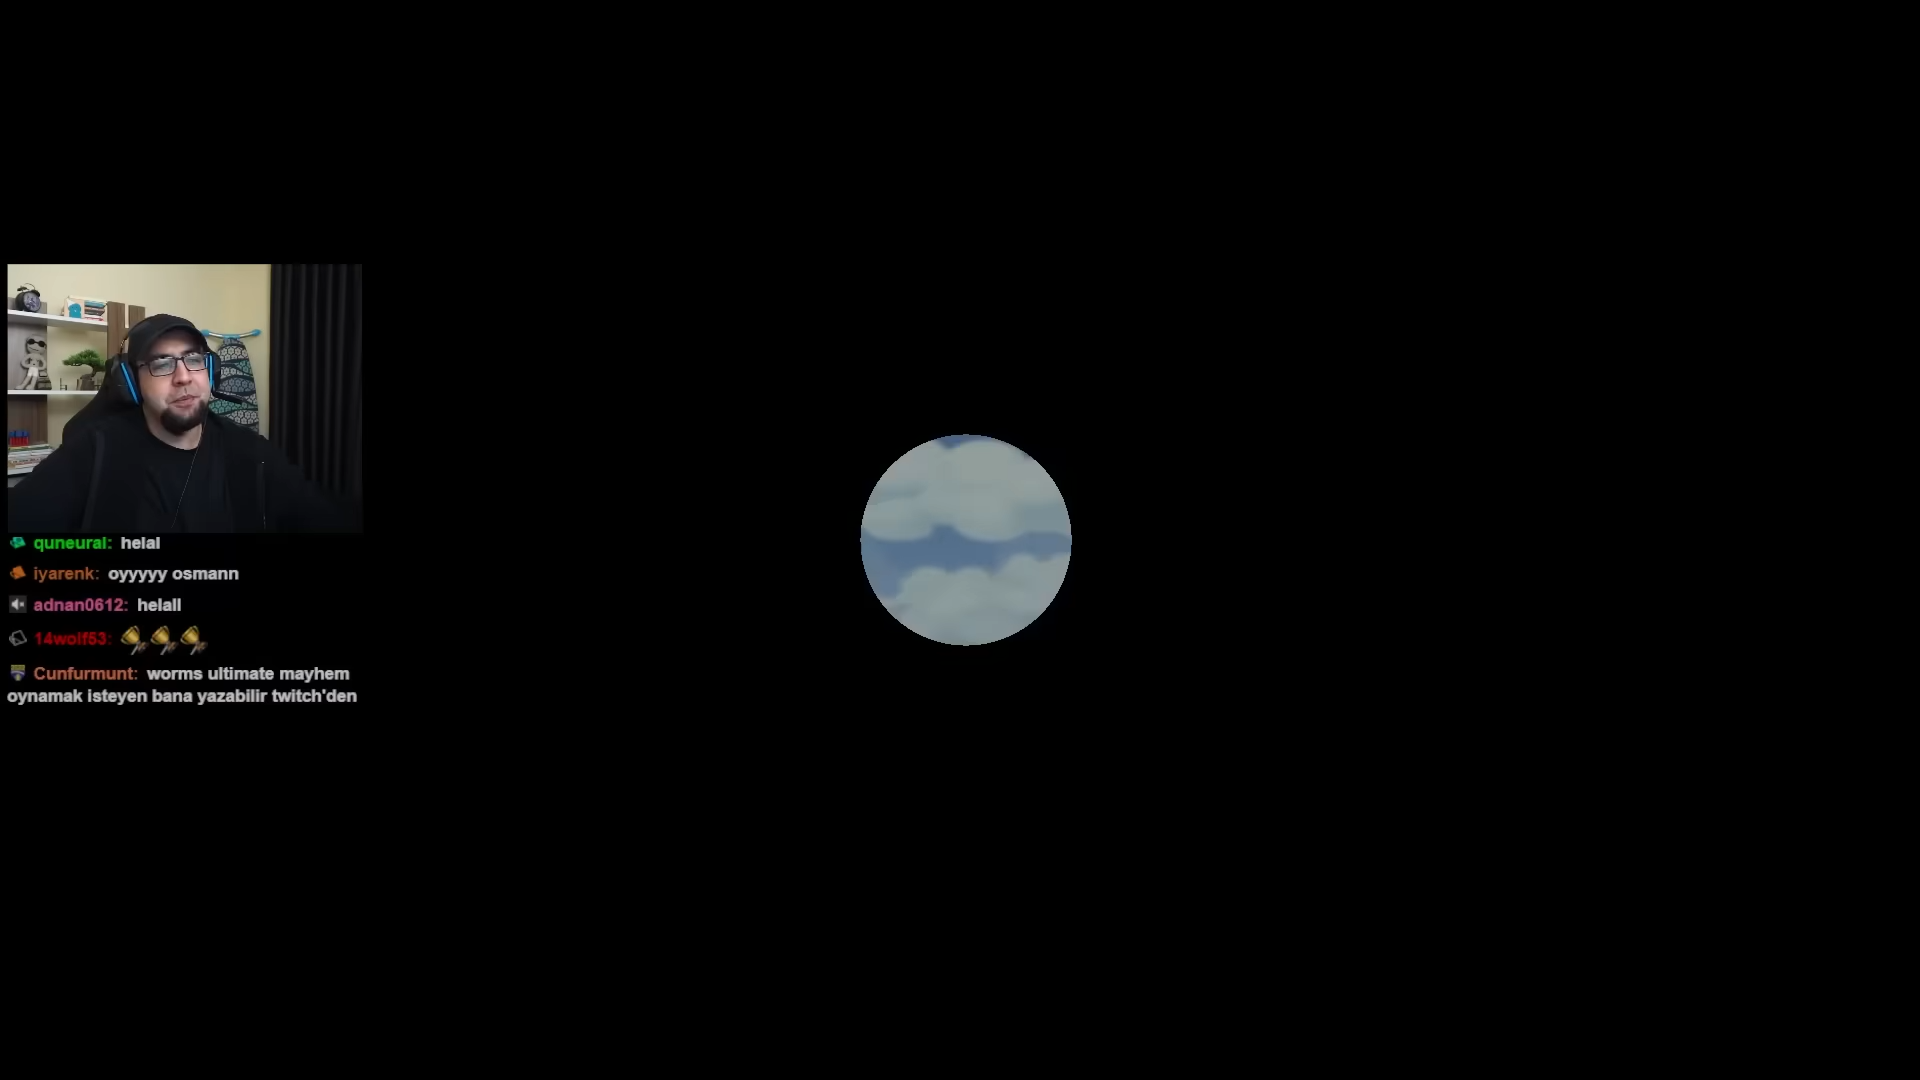 quneural: helal
iyarenk: oyyyyy osmann
adnan0612: helall
14wolf53:
Cunfurmunt: worms ultimate mayhem
oynamak isteyen bana yazabilir twitch'den